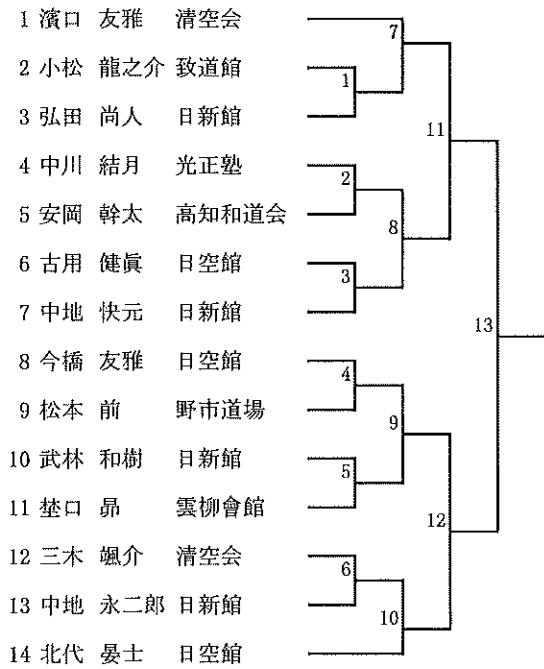 1 濱口 友雅 清空会
2 小松 龍之介 致道館
3 弘田 尚人 日新館
4 中川 結月 光正塾
5 安岡 幹太 高知和道会
6 古用 健眞 日空館
7 中地 快元 日新館
8 今橋 友雅 日空館
9 松本 前 野市道場
10 武林 和樹 日新館
11 埜口 昴 雲柳會館
12 三木 颯介 清空会
13 中地 永二郎 日新館
14 北代 晏士 日空館
7
1
11
2
8
3
13
4
9
5
12
6
10